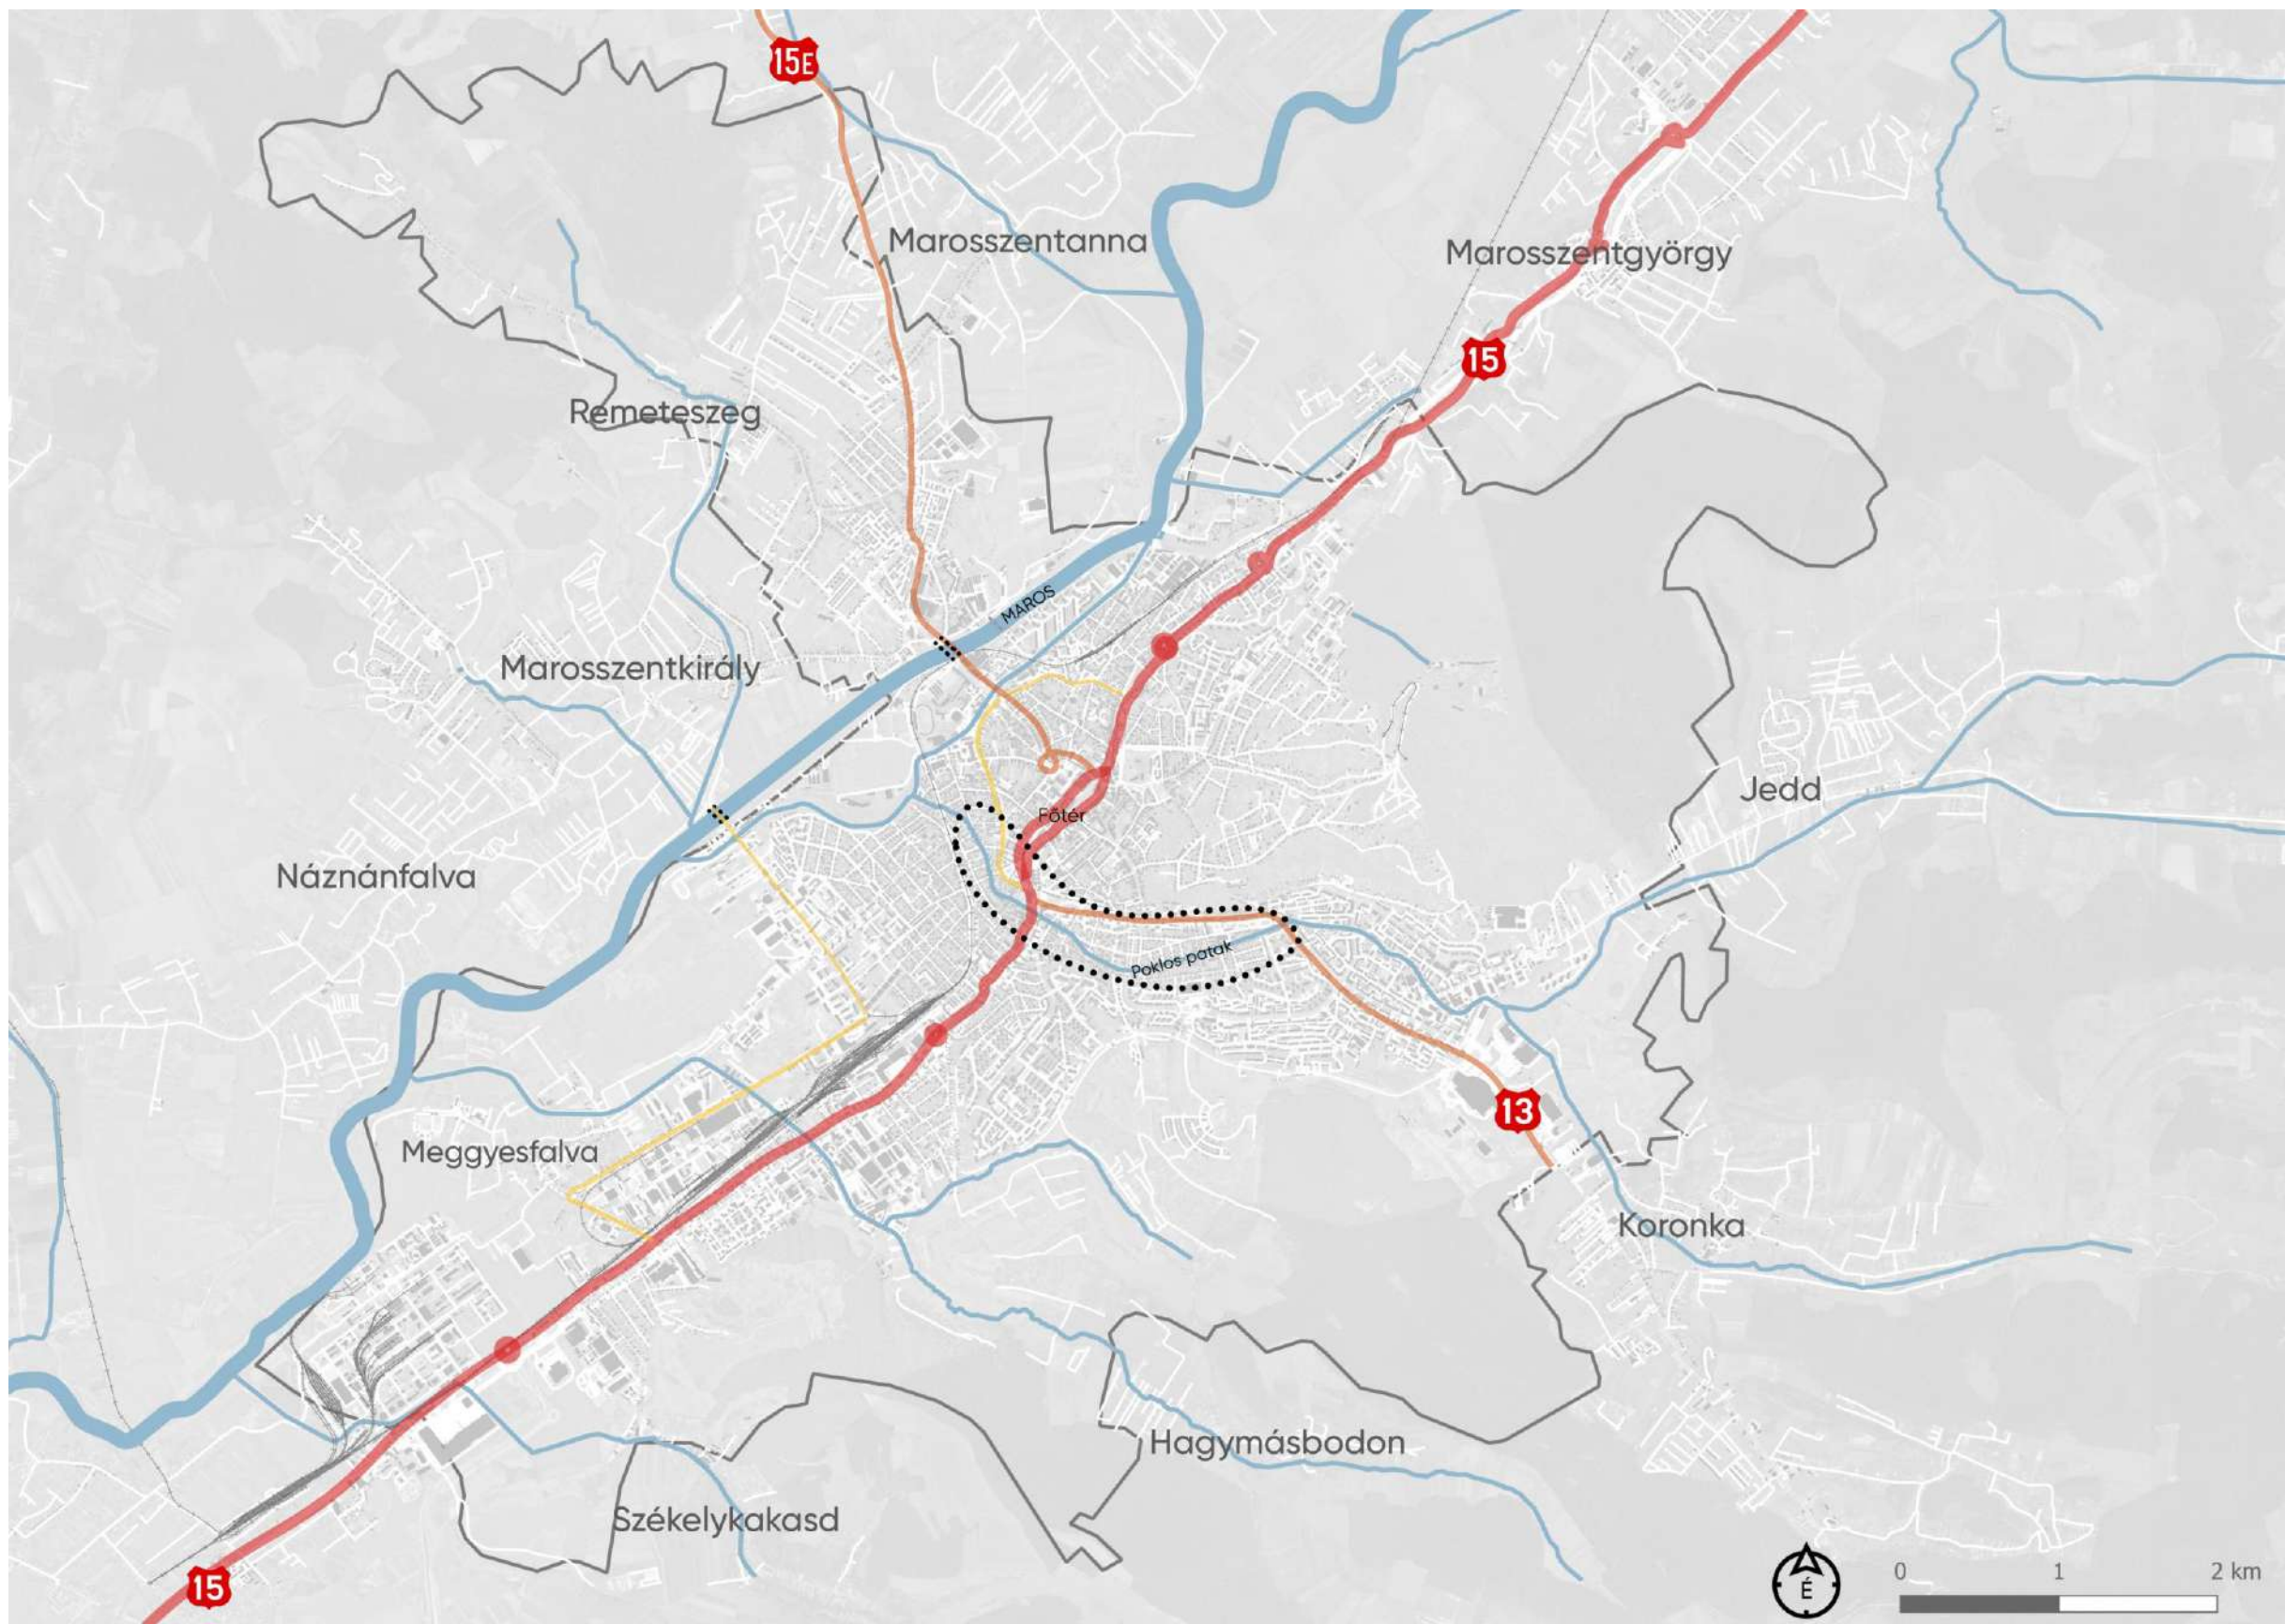 15E
Marosszentanna
Marosszentgyörgy
15
Remeteszeg
MAROS
Marosszentkirály
Jedd
Főtér
Náznánfalva
Poklos patak
13
Meggyesfalva
Koronka
Hagymásbodon
Székelykakasd
15
É
0 1 2 km